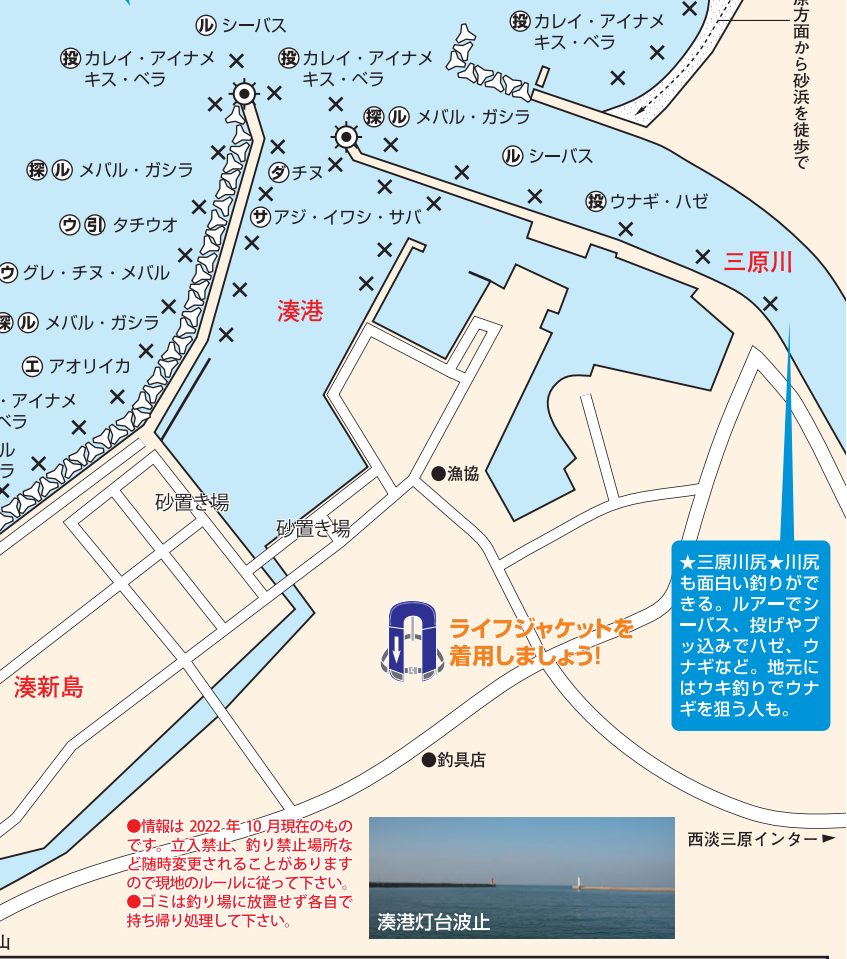 ㋸シーバス
投カレイ・アイナメ
キス・ベラ
投カレイ・アイナメ
キス・ベラ
投カレイ・アイナメ
キス・ベラ
原方面から砂浜を徒歩で
探ルメバル・ガシラ
ルシーバス
投ウナギ・ハゼ
三原川
探ルメバル・ガシラ
ダチヌ
ウ引タチウオ
サアジ・イワシ・サバ
ウグレ・チヌ・メバル
湊港
探ルメバル・ガシラ
エアオリイカ
・アイナメ
ベラ
ル
ラ
●漁協
砂置き場
砂置き場
★三原川尻★川尻
も面白い釣りがで
きる。ルアーでシ
ーバス、投げやブ
ッ込みでハゼ、ウ
ナギなど。地元に
はウキ釣りでウナ
ギを狙う人も。
ライフジャケットを
着用しましょう!
湊新島
●釣具店
●情報は 2022 年 10 月現在のもの
です。立入禁止、釣り禁止場所な
ど随時変更されることがあります
ので現地のルールに従って下さい。
●ゴミは釣り場に放置せず各自で
持ち帰り処理して下さい。
湊港灯台波止
西淡三原インター►
山